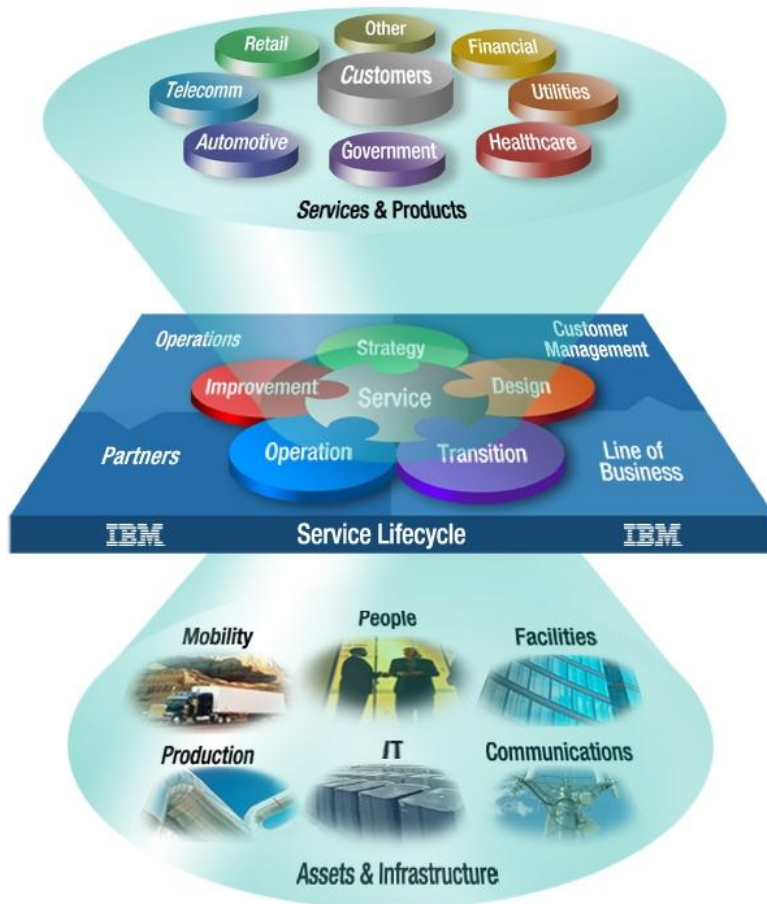 Other
Retail
Financial
Customers
Telecomm
Utilities
Automotive
Government
Healthcare
Services & Products
Operations
Customer
Management
Strategy
Improvement
Service
Design
Partners
Operation
Transition
Line of
Business
IBM
Service Lifecycle
IBM
Mobility
People
Facilities
Production
IT
Communications
Assets & Infrastructure